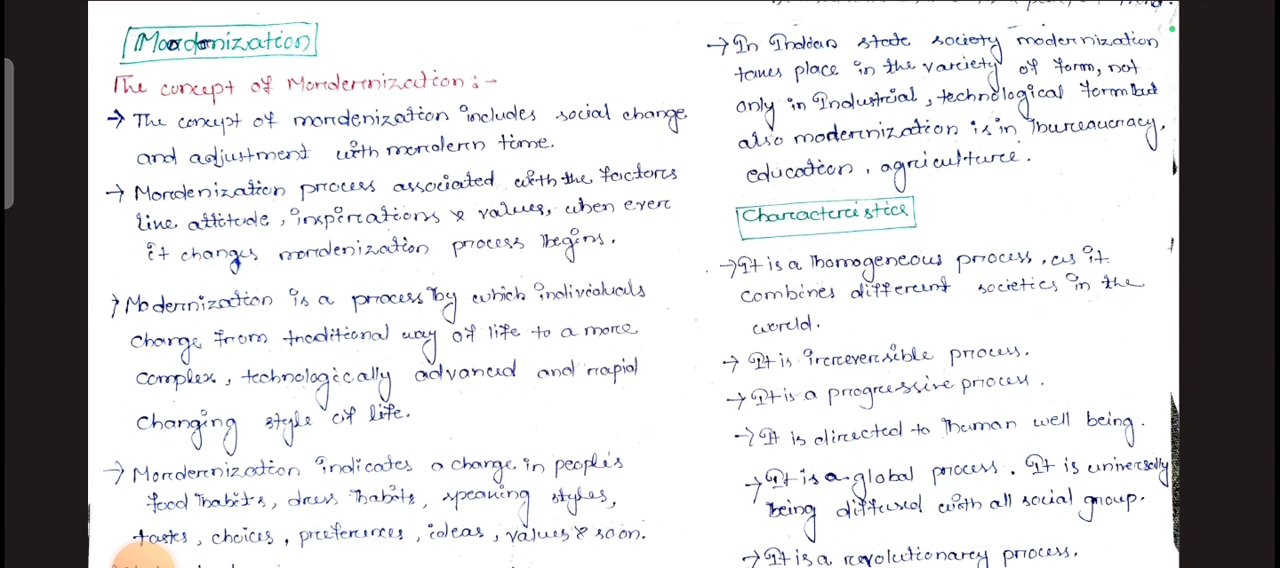 Mordernization
The concept of Mordernization :-
→ The concept of mordenization includes social change
and adjustment with morden time.
→ Mordenization process associated with the factors
like attitude, inspirations & values, when ever
it changes mordenization process begins.
→ Modernization is a process by which individuals
change from traditional way of life to a more
complex, technologically advanced and rapid
changing style of life.
→ Mordernization indicates a change in people's
food habits, dress habits, speaking styles,
tastes, choices, preferences, ideas, values & so on.
→ In Indian state society modernization
takes place in the variety of form, not
only in Industrial, technological form but
also modernization is in bureaucracy,
education, agriculture.
Characteristics
→ It is a homogeneous process, as it
combines different societies in the
world.
→ It is irreversible process.
→ It is a progressive process.
→ It is directed to human well being.
→ It is a global process. It is universally
being diffused with all social group.
→ It is a revolutionary process.